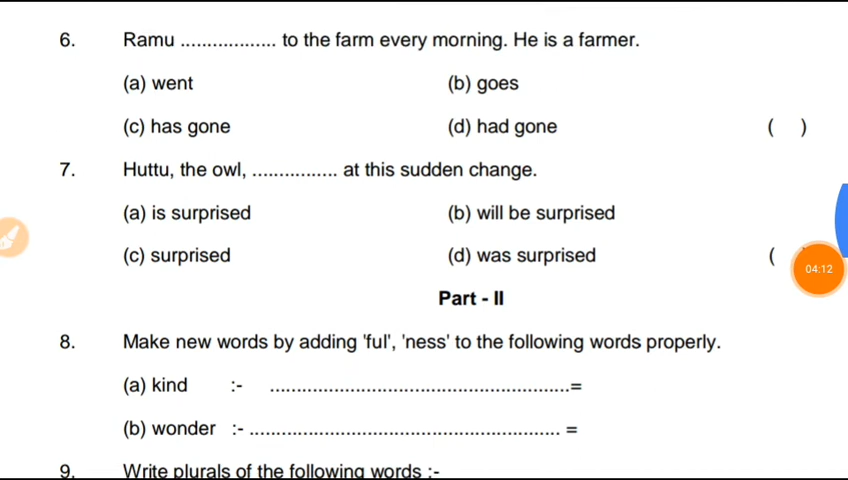 6. Ramu .................. to the farm every morning. He is a farmer.
(a) went (b) goes
(c) has gone (d) had gone ( )
7. Huttu, the owl, ................ at this sudden change.
(a) is surprised (b) will be surprised
(c) surprised (d) was surprised (
04:12
Part - II
8. Make new words by adding 'ful', 'ness' to the following words properly.
(a) kind :- ........................................................=
(b) wonder :- .......................................................... =
9. Write plurals of the following words :-